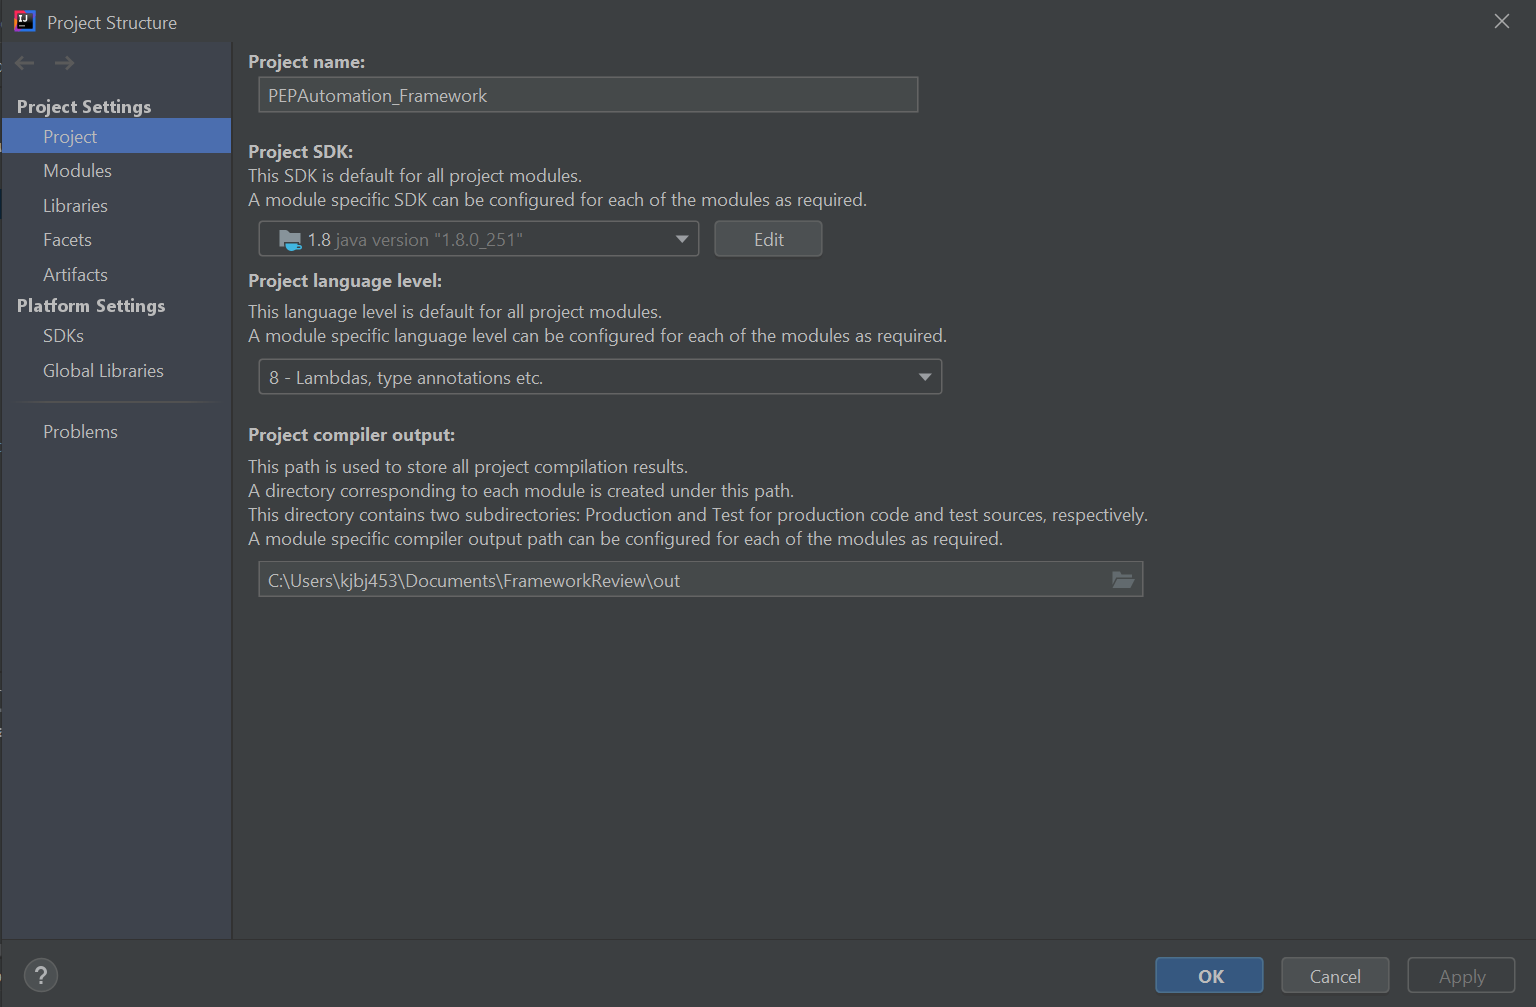 Project Structure
Project Settings
Project
Modules
Libraries
Facets
Artifacts
Platform Settings
SDKs
Global Libraries
Problems
Project name:
PEPAutomation_Framework
Project SDK:
This SDK is default for all project modules.
A module specific SDK can be configured for each of the modules as required.
1.8 java version "1.8.0_251"
Edit
Project language level:
This language level is default for all project modules.
A module specific language level can be configured for each of the modules as required.
8 - Lambdas, type annotations etc.
Project compiler output:
This path is used to store all project compilation results.
A directory corresponding to each module is created under this path.
This directory contains two subdirectories: Production and Test for production code and test sources, respectively.
A module specific compiler output path can be configured for each of the modules as required.
C:\Users\kjbj453\Documents\FrameworkReview\out
?
OK
Cancel
Apply